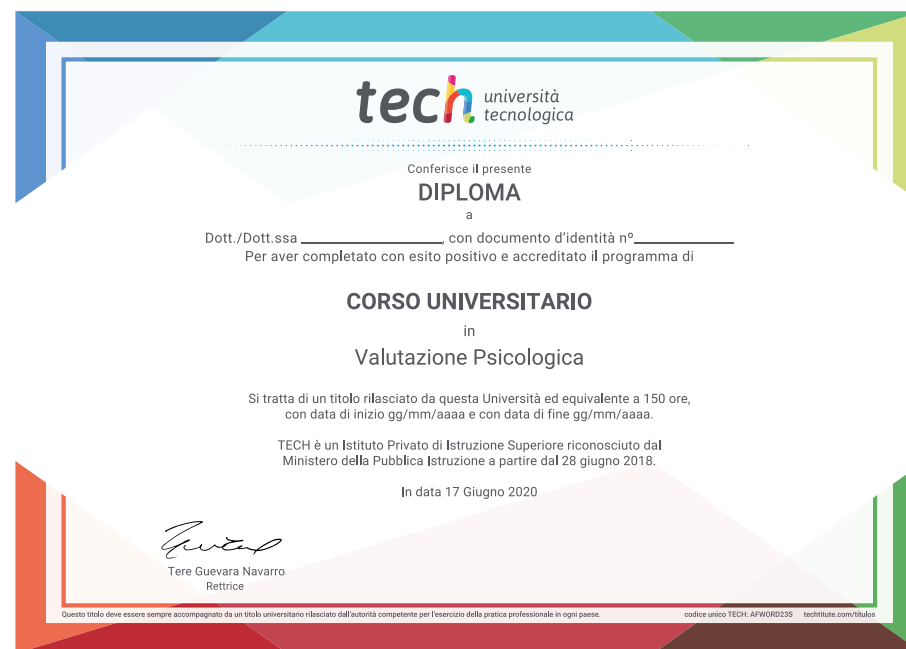 tech università
tecnologica
Conferisce il presente
DIPLOMA
a
Dott./Dott.ssa ____________________, con documento d'identità nº______________
Per aver completato con esito positivo e accreditato il programma di
CORSO UNIVERSITARIO
in
Valutazione Psicologica
Si tratta di un titolo rilasciato da questa Università ed equivalente a 150 ore,
con data di inizio gg/mm/aaaa e con data di fine gg/mm/aaaa.
TECH è un Istituto Privato di Istruzione Superiore riconosciuto dal
Ministero della Pubblica Istruzione a partire dal 28 giugno 2018.
In data 17 Giugno 2020
Tere Guevara Navarro
Rettrice
Questo titolo deve essere sempre accompagnato da un titolo universitario rilasciato dall'autorità competente per l'esercizio della pratica professionale in ogni paese. codice unico TECH: AFWORD23S techtitute.com/títulos